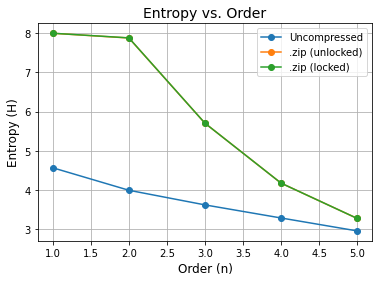 Entropy vs. Order
Uncompressed
.zip (unlocked)
.zip (locked)
Entropy (H)
8
7
6
5
4
3
1.0 1.5 2.0 2.5 3.0 3.5 4.0 4.5 5.0
Order (n)